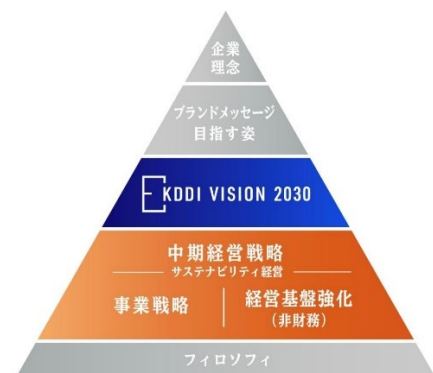 企業
理念
ブランドメッセージ
目指す姿
KDDI VISION 2030
中期経営戦略
サステナビリティ経営
事業戦略
経営基盤強化
(非財務)
フィロソフィ